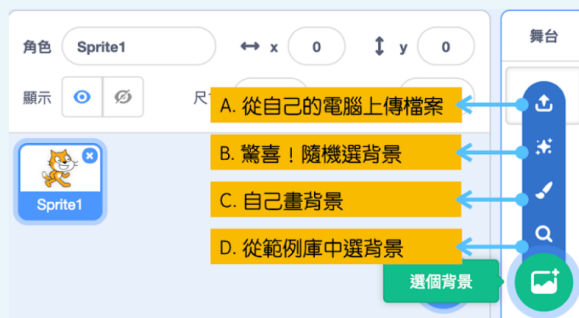 角色 Sprite1 x 0 y 0 舞台
顯示 尺
A. 從自己的電腦上傳檔案
B. 驚喜！隨機選背景
C. 自己畫背景
D. 從範例庫中選背景
Sprite1
選個背景